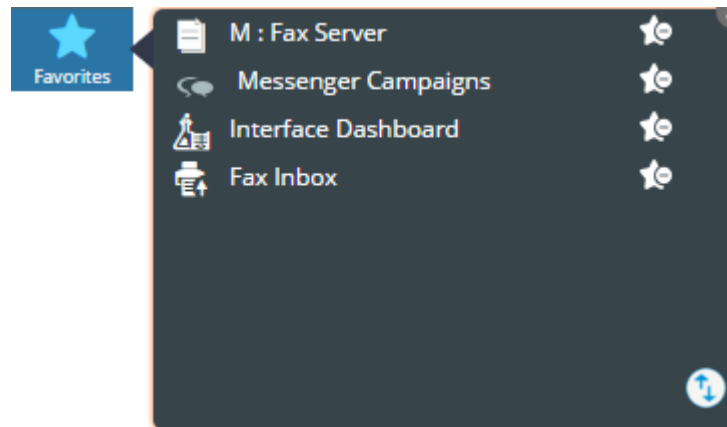 Favorites
M : Fax Server
Messenger Campaigns
Interface Dashboard
Fax Inbox